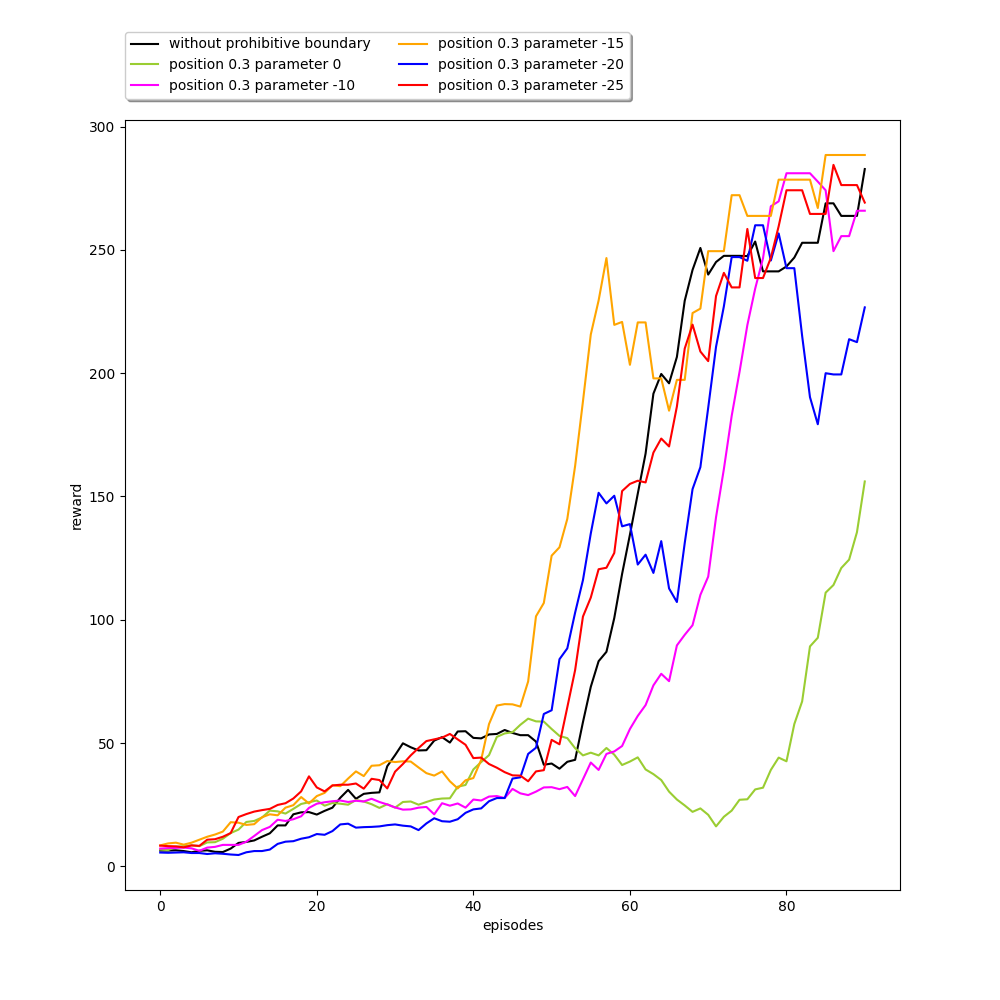 without prohibitive boundary
position 0.3 parameter 0
position 0.3 parameter -10
position 0.3 parameter -15
position 0.3 parameter -20
position 0.3 parameter -25
300
250
200
150
100
50
0
reward
0 20 40 60 80
episodes